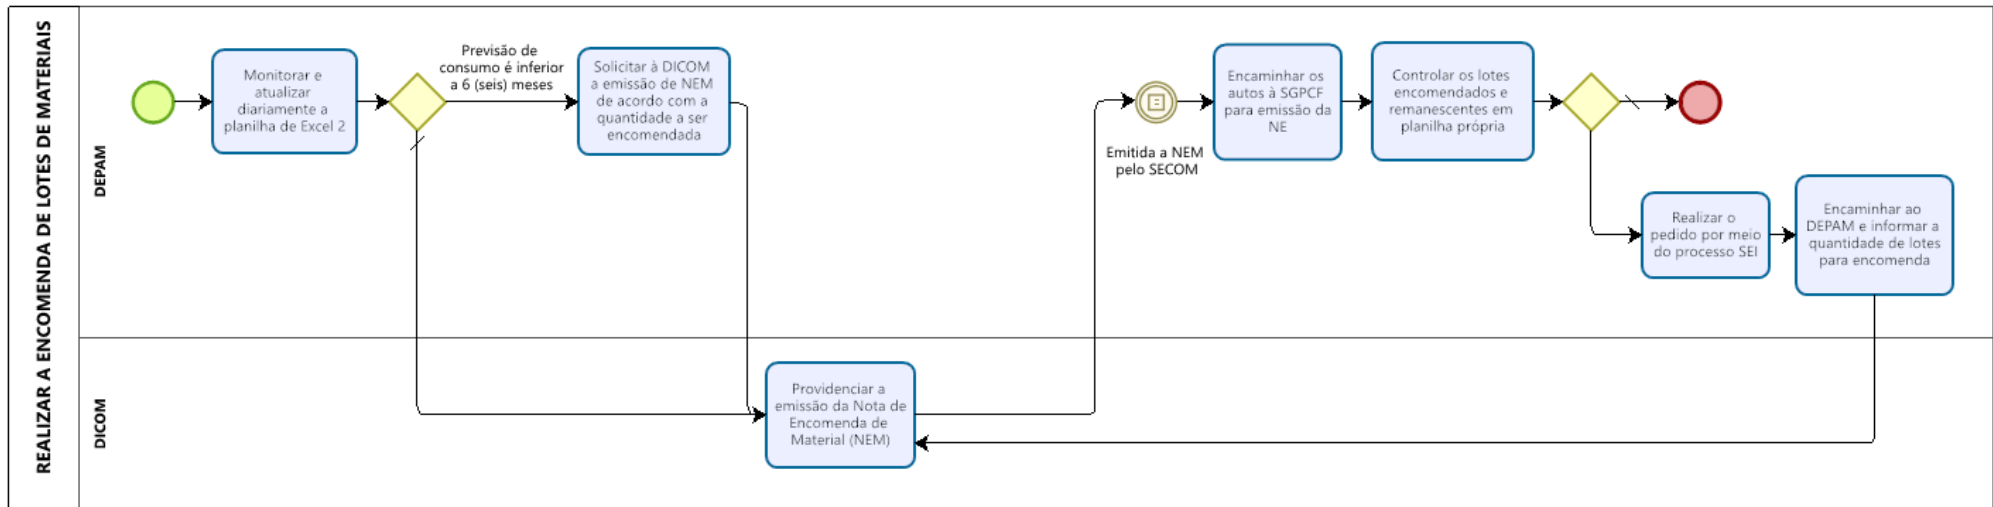 REALIZAR A ENCOMENDA DE LOTES DE MATERIAIS
DEPAM
Monitorar e
atualizar
diariamente a
planilha de Excel 2
Previsão de
consumo é inferior
a 6 (seis) meses
Solicitar à DICOM
a emissão de NEM
de acordo com a
quantidade a ser
encomendada
Emitida a NEM
pelo SECOM
Encaminhar os
autos à SGPCF
para emissão da
NE
Controlar os lotes
encomendados e
remanescentes em
planilha própria
Realizar o
pedido por meio
do processo SEI
Encaminhar ao
DEPAM e informar a
quantidade de lotes
para encomenda
DICOM
Providenciar a
emissão da Nota de
Encomenda de
Material (NEM)